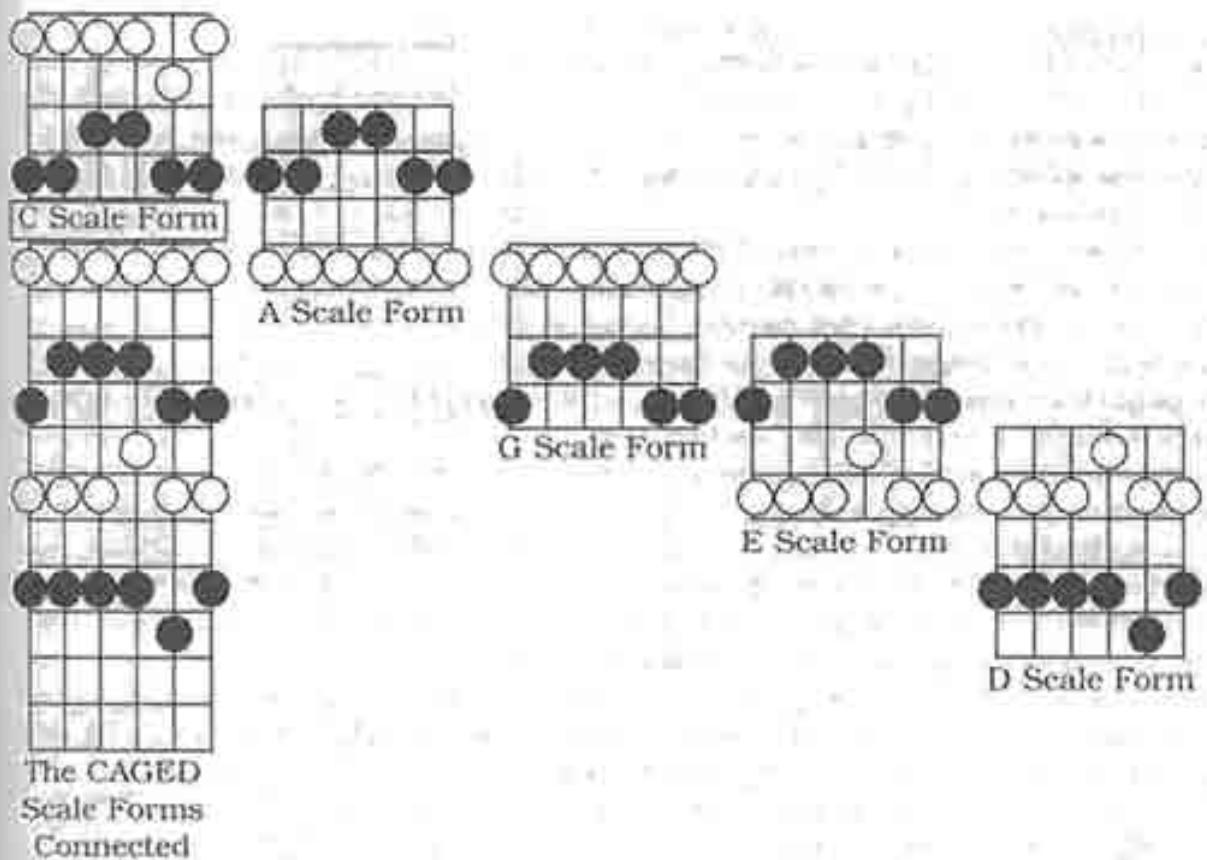 C Scale Form
A Scale Form
G Scale Form
E Scale Form
D Scale Form
The CAGED
Scale Forms
Connected